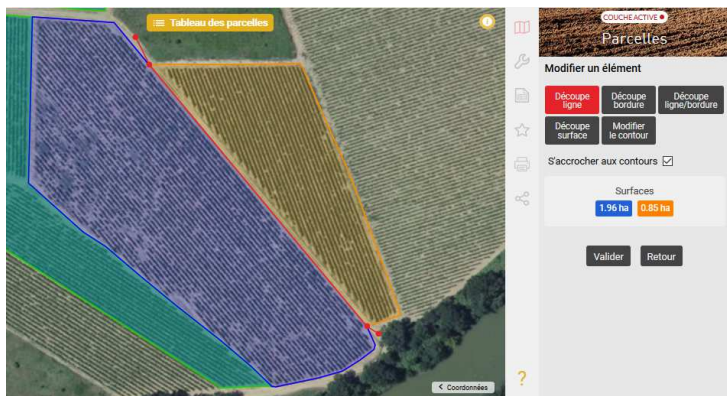 Tableau des parcelles
i
< Coordonnées
?
COUCHE ACTIVE
Parcelles
Modifier un élément
Découpe
ligne
Découpe
bordure
Découpe
ligne/bordure
Découpe
surface
Modifier
le contour
S'accrocher aux contours
Surfaces
1.96 ha
0.85 ha
Valider
Retour